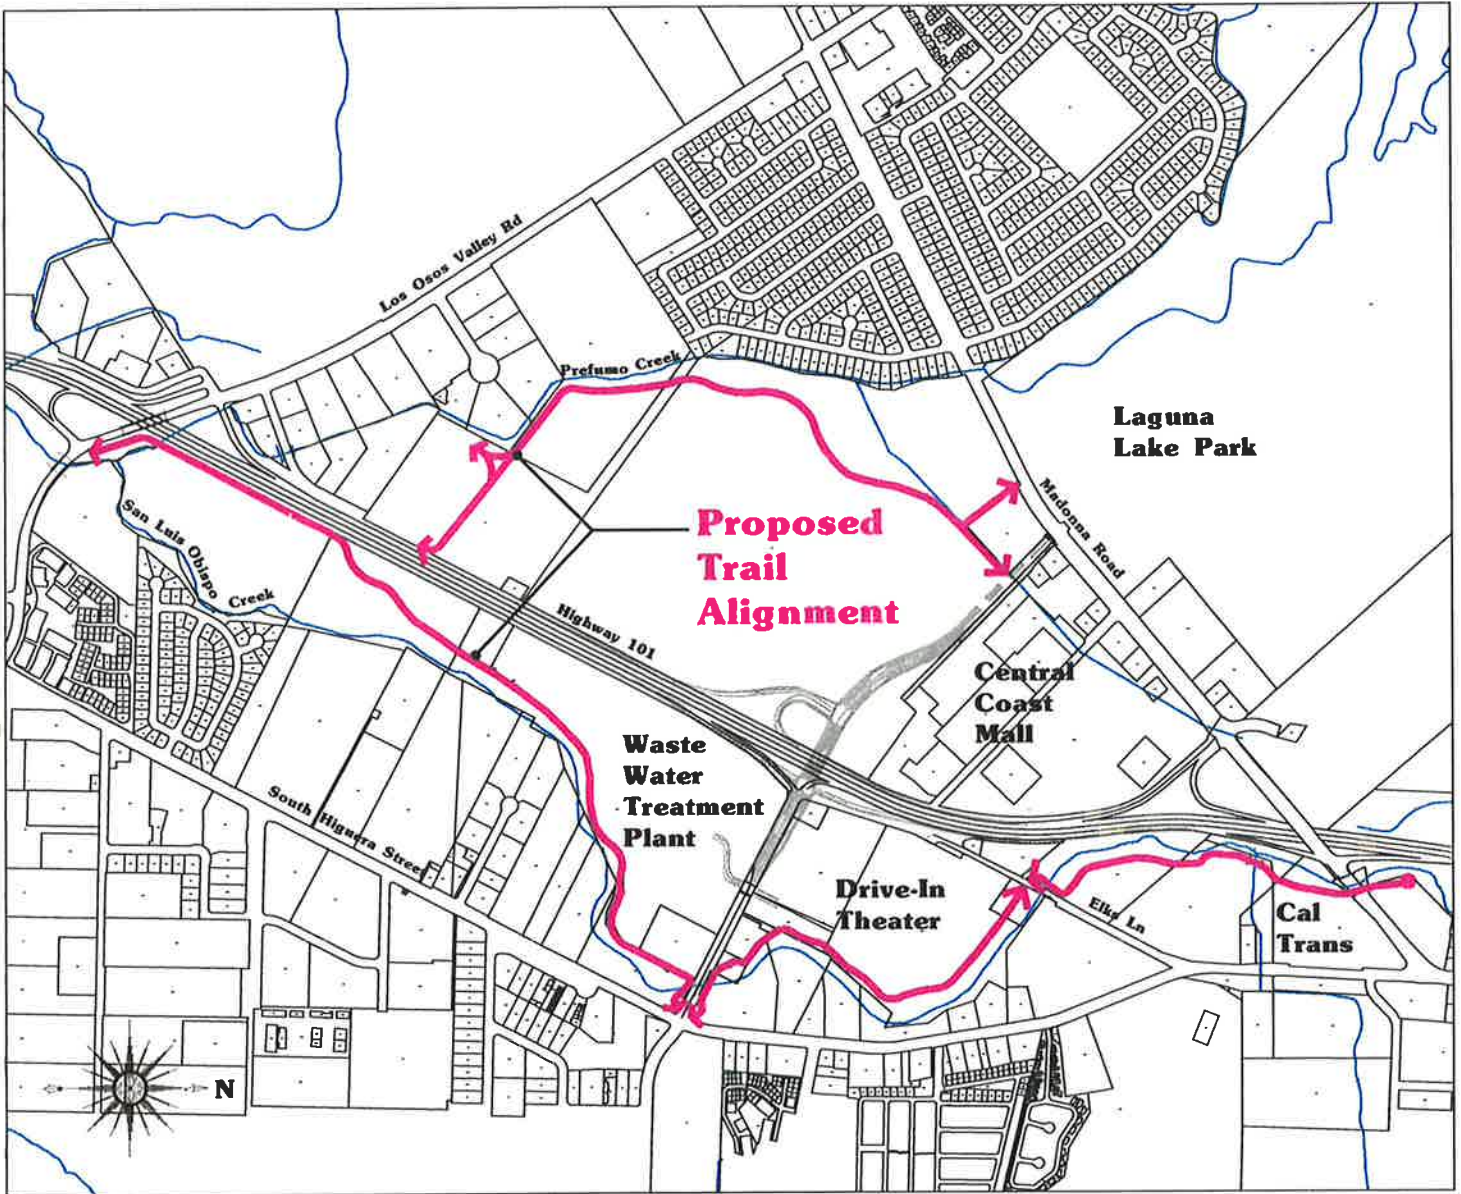 Los Osos Valley Rd
Prefumo Creek
Laguna
Lake Park
Madonna Road
San Luis Obispo
Creek
Proposed
Trail
Alignment
Highway 101
Central
Coast
Mall
Waste
Water
Treatment
Plant
South Higuera Street
Drive-In
Theater
Elks Ln
Cal
Trans
N